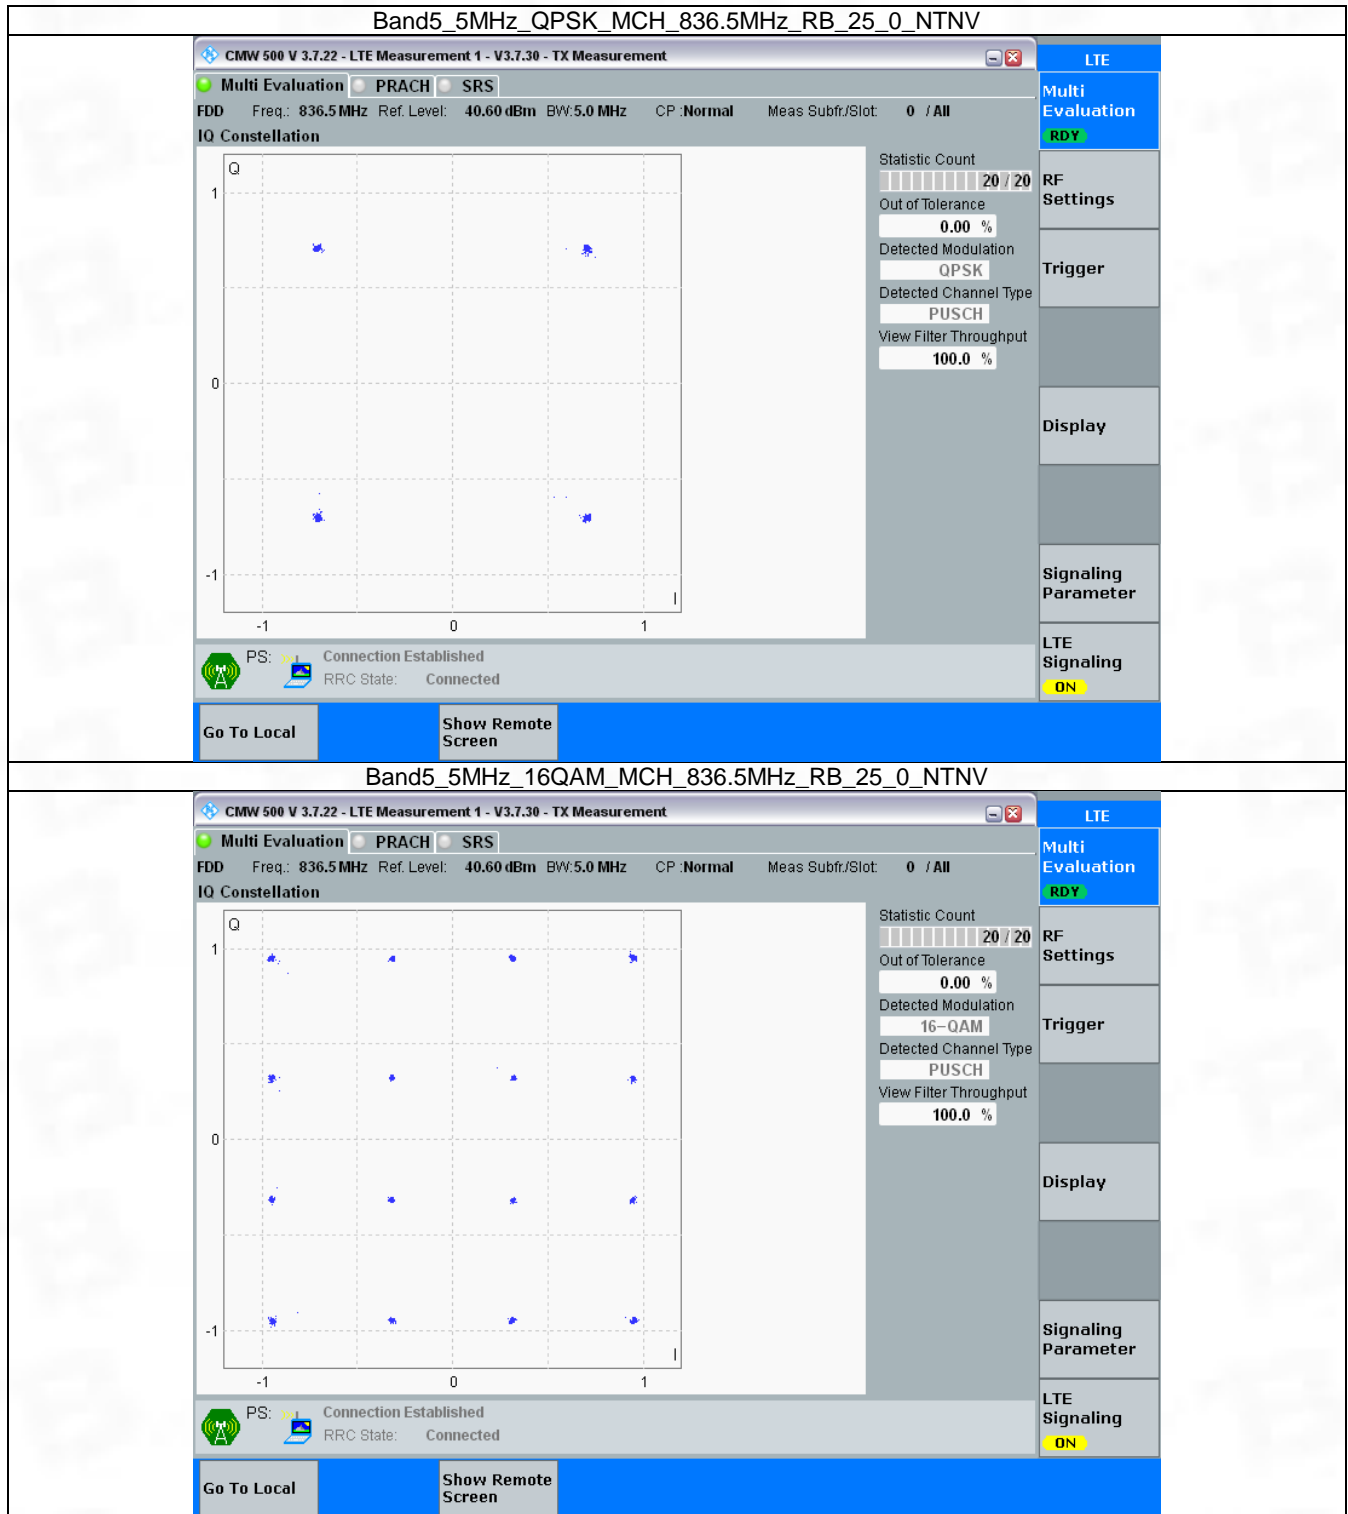 Band5_5MHz_QPSK_MCH_836.5MHz_RB_25_0_NTNV
CMW 500 V 3.7.22 - LTE Measurement 1 - V3.7.30 - TX Measurement
LTE
Multi Evaluation PRACH SRS
Multi
Evaluation
RDY
FDD Freq.: 836.5 MHz Ref. Level: 40.60 dBm BW: 5.0 MHz CP : Normal Meas Subfr./Slot: 0 / All
IQ Constellation
Q
1
0
-1
I
-1 0 1
Statistic Count
20 / 20
Out of Tolerance
0.00 %
Detected Modulation
QPSK
Detected Channel Type
PUSCH
View Filter Throughput
100.0 %
RF
Settings
Trigger
Display
Signaling
Parameter
LTE
Signaling
ON
PS: Connection Established
RRC State: Connected
Go To Local
Show Remote
Screen
Band5_5MHz_16QAM_MCH_836.5MHz_RB_25_0_NTNV
CMW 500 V 3.7.22 - LTE Measurement 1 - V3.7.30 - TX Measurement
LTE
Multi Evaluation PRACH SRS
Multi
Evaluation
RDY
FDD Freq.: 836.5 MHz Ref. Level: 40.60 dBm BW: 5.0 MHz CP : Normal Meas Subfr./Slot: 0 / All
IQ Constellation
Q
1
0
-1
I
-1 0 1
Statistic Count
20 / 20
Out of Tolerance
0.00 %
Detected Modulation
16-QAM
Detected Channel Type
PUSCH
View Filter Throughput
100.0 %
RF
Settings
Trigger
Display
Signaling
Parameter
LTE
Signaling
ON
PS: Connection Established
RRC State: Connected
Go To Local
Show Remote
Screen